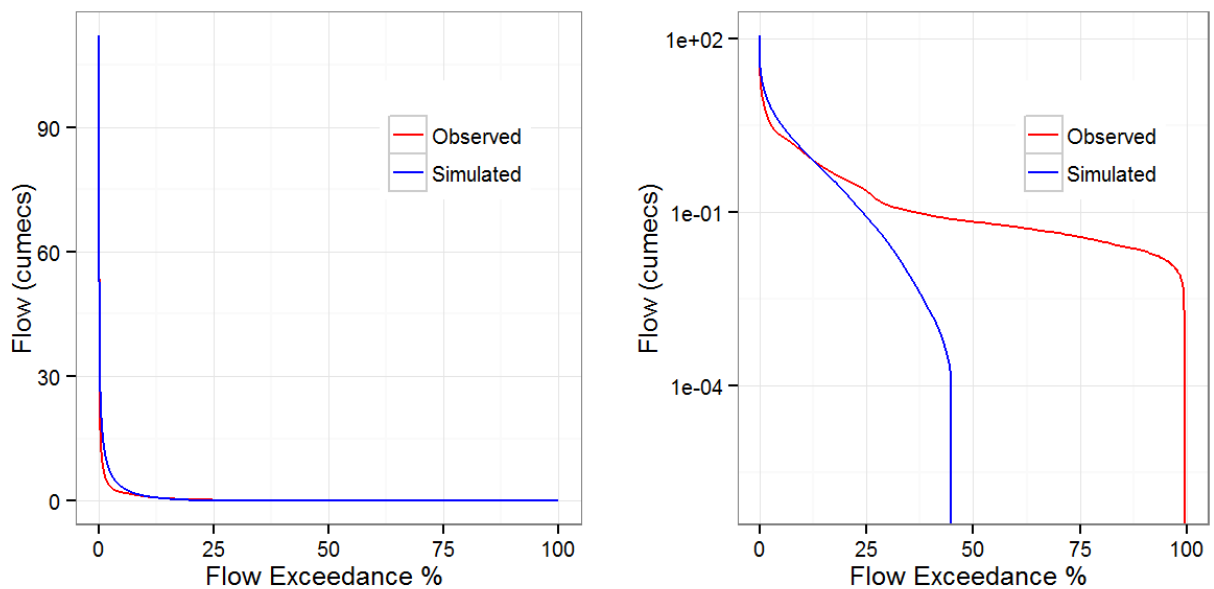 90
60
30
0
0
25
50
75
100
Flow Exceedance %
Flow (cumecs)
Observed
Simulated
1e+02
1e-01
1e-04
0
25
50
75
100
Flow Exceedance %
Flow (cumecs)
Observed
Simulated